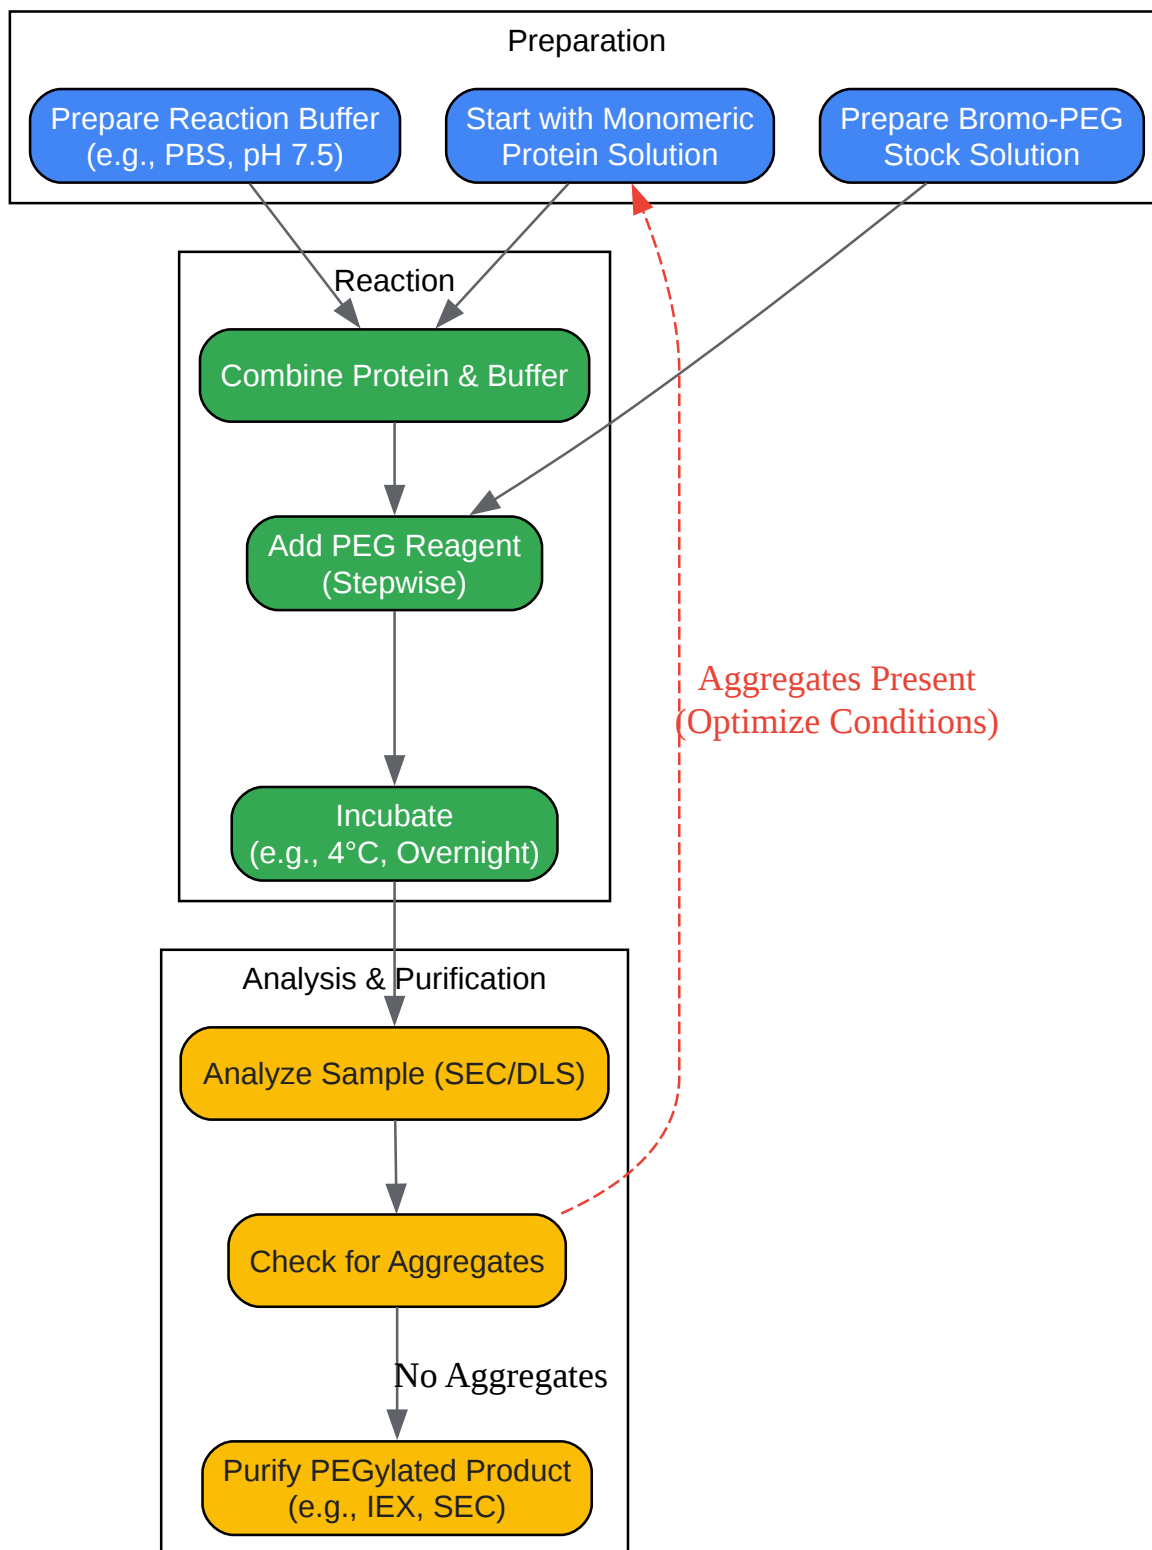 Preparation
Prepare Reaction Buffer
(e.g., PBS, pH 7.5)
Start with Monomeric
Protein Solution
Prepare Bromo-PEG
Stock Solution
Reaction
Combine Protein & Buffer
Add PEG Reagent
(Stepwise)
Aggregates Present
(Optimize Conditions)
Incubate
(e.g., 4°C, Overnight)
Analysis & Purification
Analyze Sample (SEC/DLS)
Check for Aggregates
No Aggregates
Purify PEGylated Product
(e.g., IEX, SEC)